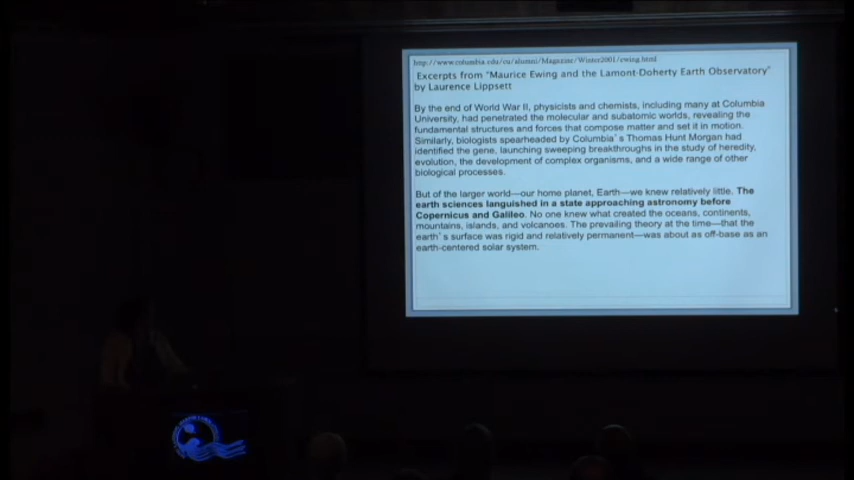 http://www.columbia.edu/cu/alumni/Magazine/Winter2001/ewing.html
Excerpts from "Maurice Ewing and the Lamont-Doherty Earth Observatory"
by Laurence Lippsett
By the end of World War II, physicists and chemists, including many at Columbia
University, had penetrated the molecular and subatomic worlds, revealing the
fundamental structures and forces that compose matter and set it in motion.
Similarly, biologists spearheaded by Columbia's Thomas Hunt Morgan had
identified the gene, launching sweeping breakthroughs in the study of heredity,
evolution, the development of complex organisms, and a wide range of other
biological processes.
But of the larger world—our home planet, Earth—we knew relatively little. The
earth sciences languished in a state approaching astronomy before
Copernicus and Galileo. No one knew what created the oceans, continents,
mountains, islands, and volcanoes. The prevailing theory at the time—that the
earth's surface was rigid and relatively permanent—was about as off-base as an
earth-centered solar system.